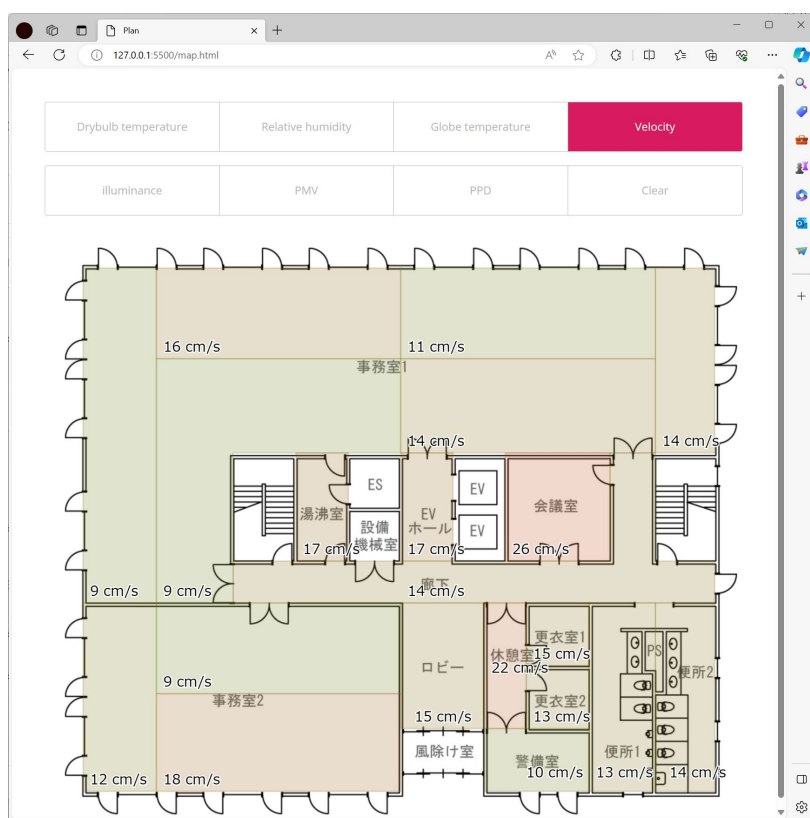 Plan
127.0.0.1:5500/map.html
Drybulb temperature
Relative humidity
Globe temperature
Velocity
illuminance
PMV
PPD
Clear
16 cm/s
11 cm/s
事務室1
14 cm/s
14 cm/s
湯沸室
ES
EV
ホール
EV
会議室
設備
機械室
EV
17 cm/s
17 cm/s
26 cm/s
廊下
9 cm/s
9 cm/s
14 cm/s
更衣室1
ロビー
休憩室
15 cm/s
PS
便所2
22 cm/s
9 cm/s
事務室2
更衣室2
15 cm/s
13 cm/s
風除け室
警備室
便所1
12 cm/s
18 cm/s
10 cm/s
13 cm/s
14 cm/s